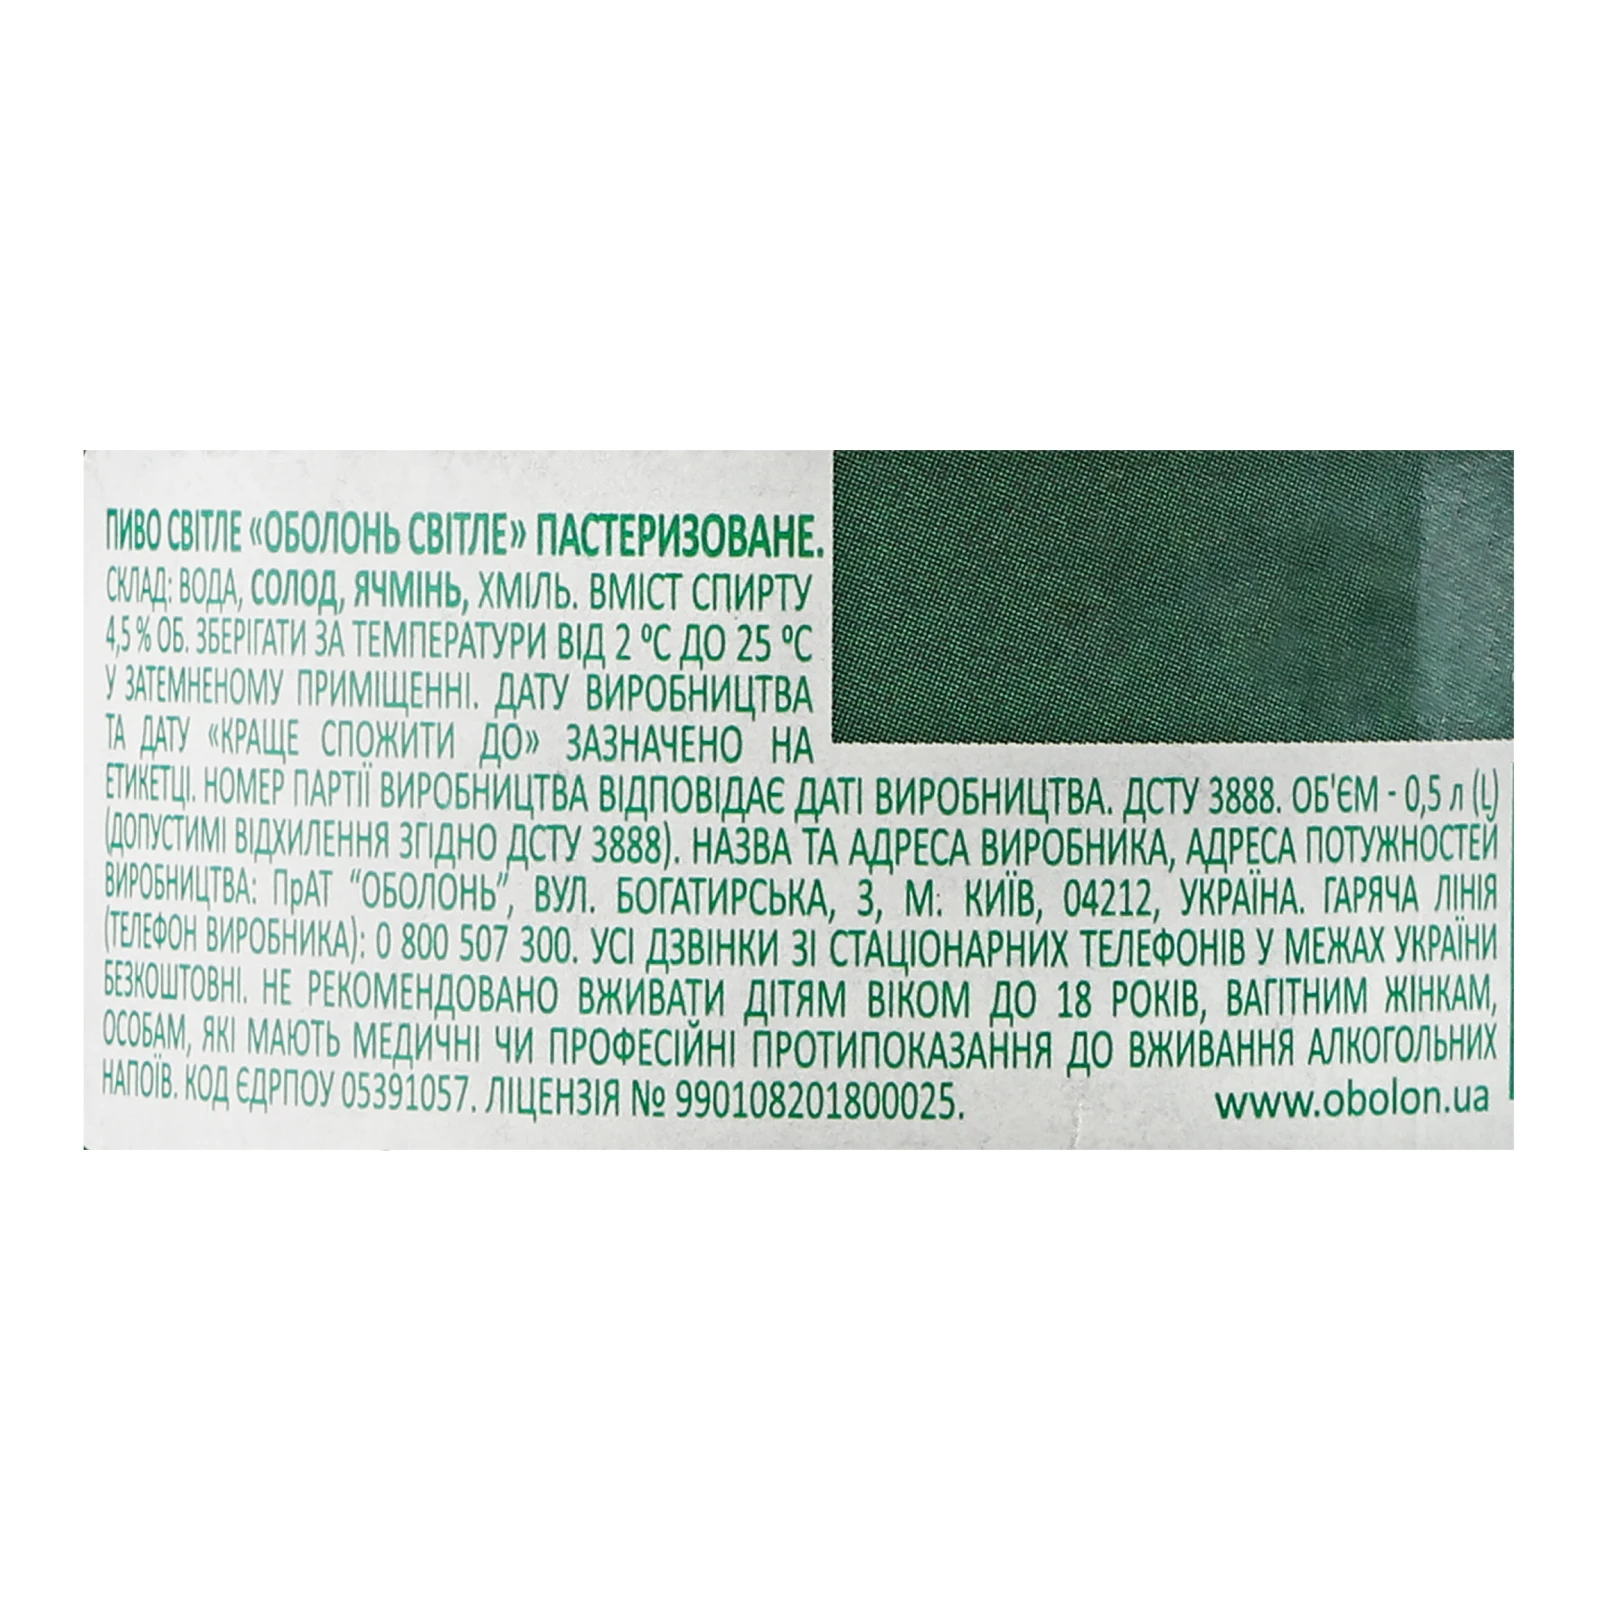 ПИВО СВІТЛЕ «ОБОЛОНЬ СВІТЛЕ» ПАСТЕРИЗОВАНЕ.
СКЛАД: ВОДА, СОЛОД, ЯЧМІНЬ, ХМІЛЬ. ВМІСТ СПИРТУ
4,5 % ОБ. ЗБЕРІГАТИ ЗА ТЕМПЕРАТУРИ ВІД 2 ºС ДО 25 ºС
У ЗАТЕМНЕНОМУ ПРИМІЩЕННІ. ДАТУ ВИРОБНИЦТВА
ТА ДАТУ «КРАЩЕ СПОЖИТИ ДО» ЗАЗНАЧЕНО НА
ЕТИКЕТЦІ. НОМЕР ПАРТІЇ ВИРОБНИЦТВА ВІДПОВІДАЄ ДАТІ ВИРОБНИЦТВА. ДСТУ 3888. ОБ'ЄМ - 0,5 л (L)
(ДОПУСТИМІ ВІДХИЛЕННЯ ЗГІДНО ДСТУ 3888). НАЗВА ТА АДРЕСА ВИРОБНИКА, АДРЕСА ПОТУЖНОСТЕЙ
ВИРОБНИЦТВА: ПрАТ “ОБОЛОНЬ”, ВУЛ. БОГАТИРСЬКА, 3, М. КИЇВ, 04212, УКРАЇНА. ГАРЯЧА ЛІНІЯ
(ТЕЛЕФОН ВИРОБНИКА): 0 800 507 300. УСІ ДЗВІНКИ ЗІ СТАЦІОНАРНИХ ТЕЛЕФОНІВ У МЕЖАХ УКРАЇНИ
БЕЗКОШТОВНІ. НЕ РЕКОМЕНДОВАНО ВЖИВАТИ ДІТЯМ ВІКОМ ДО 18 РОКІВ, ВАГІТНИМ ЖІНКАМ,
ОСОБАМ, ЯКІ МАЮТЬ МЕДИЧНІ ЧИ ПРОФЕСІЙНІ ПРОТИПОКАЗАННЯ ДО ВЖИВАННЯ АЛКОГОЛЬНИХ
НАПОЇВ. КОД ЄДРПОУ 05391057. ЛІЦЕНЗІЯ № 990108201800025. www.obolon.ua